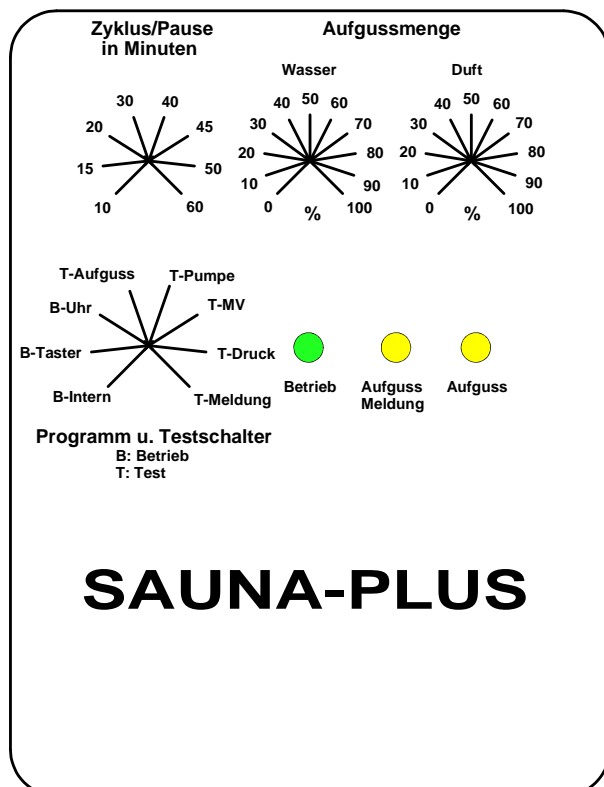 Zyklus/Pause
in Minuten
Aufgussmenge
Wasser
Duft
30 40
20 45
15 50
10 60
50
40 60
30 70
20 80
10 90
0 % 100
50
40 60
30 70
20 80
10 90
0 % 100
T-Aufguss T-Pumpe
B-Uhr T-MV
B-Taster T-Druck
B-Intern T-Meldung
Betrieb
Aufguss
Meldung
Aufguss
Programm u. Testschalter
B: Betrieb
T: Test
SAUNA-PLUS